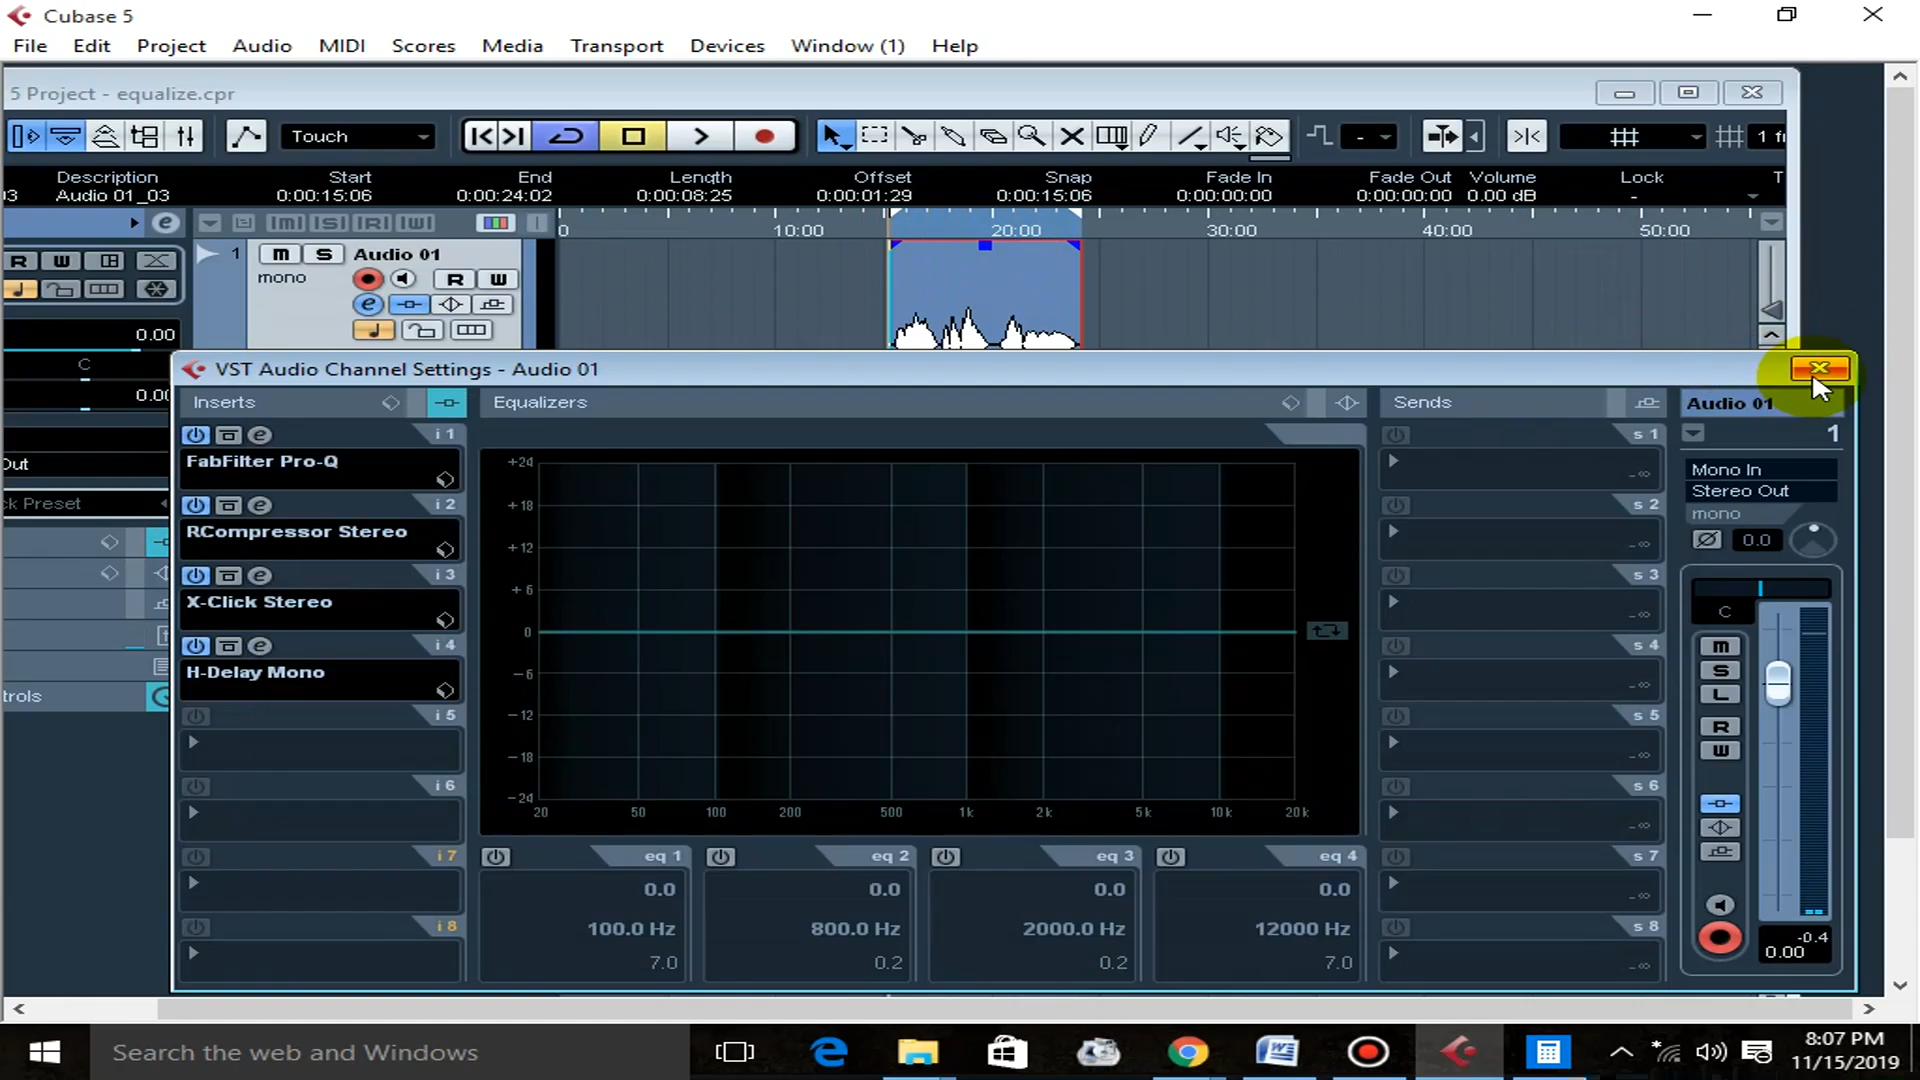 Cubase 5
File Edit Project Audio MIDI Scores Media Transport Devices Window (1) Help
5 Project - equalize.cpr
Touch
-
1 fr
Description Start End Length Offset Snap Fade In Fade Out Volume Lock T
03 Audio 01_03 0:00:15:06 0:00:24:02 0:00:08:25 0:00:01:29 0:00:15:06 0:00:00:00 0:00:00:00 0.00 dB -
e M S R W 0 10:00 20:00 30:00 40:00 50:00
1 M S Audio 01
R W mono R W
e
0.00
C
0.00
VST Audio Channel Settings - Audio 01
Inserts Equalizers Sends Audio 01
e i 1 s 1 1
Out FabFilter Pro-Q +24 -∞ Mono In
ck Preset e i 2 +18 s 2 Stereo Out
RCompressor Stereo +12 -∞ mono
0.0
e i 3 + 6 s 3
X-Click Stereo 0 -∞ C
e i 4 s 4 M
H-Delay Mono -6 -∞ S
trols L
i 5 -12 s 5 R
-18 -∞ W
i 6 -24 s 6
20 50 100 200 500 1k 2k 5k 10k 20k -∞
i 7 eq 1 eq 2 eq 3 eq 4 s 7
0.0 0.0 0.0 0.0 -∞
i 8 100.0 Hz 800.0 Hz 2000.0 Hz 12000 Hz s 8 -0.4
7.0 0.2 0.2 7.0 -∞ 0.00
Search the web and Windows
8:07 PM
11/15/2019